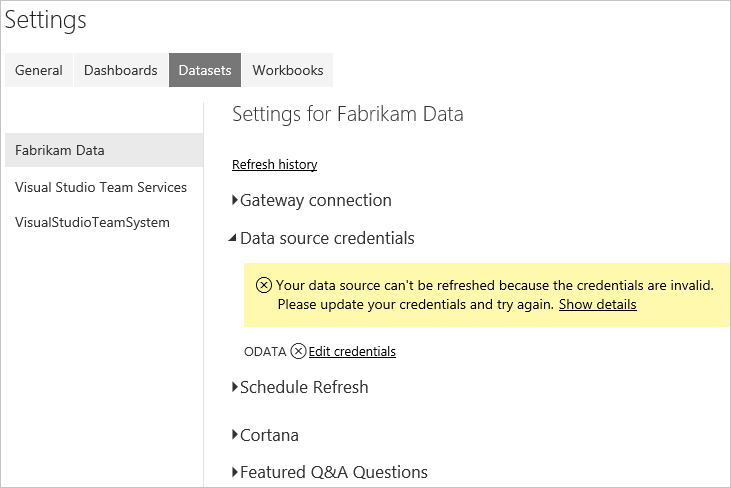 Settings
General Dashboards Datasets Workbooks
Settings for Fabrikam Data
Fabrikam Data
Visual Studio Team Services
VisualStudioTeamSystem
Refresh history
Gateway connection
Data source credentials
Your data source can't be refreshed because the credentials are invalid.
Please update your credentials and try again. Show details
ODATA Edit credentials
Schedule Refresh
Cortana
Featured Q&A Questions